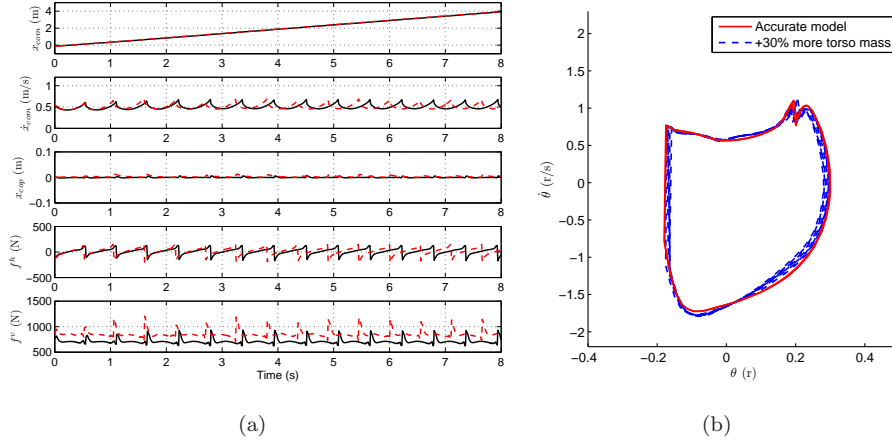 x_com (m)
4
2
0
0 1 2 3 4 5 6 7 8
ẋ_com (m/s)
1.0
0.5
0
0 1 2 3 4 5 6 7 8
x_cop (m)
0.1
0
−0.1
0 1 2 3 4 5 6 7 8
f^h (N)
500
0
−500
0 1 2 3 4 5 6 7 8
f^v (N)
1500
1000
500
0 1 2 3 4 5 6 7 8
Time (s)
(a)
Accurate model
+30% more torso mass
θ̇ (r/s)
2
1.5
1
0.5
0
−0.5
−1
−1.5
−2
−0.4 −0.2 0 0.2 0.4
θ (r)
(b)